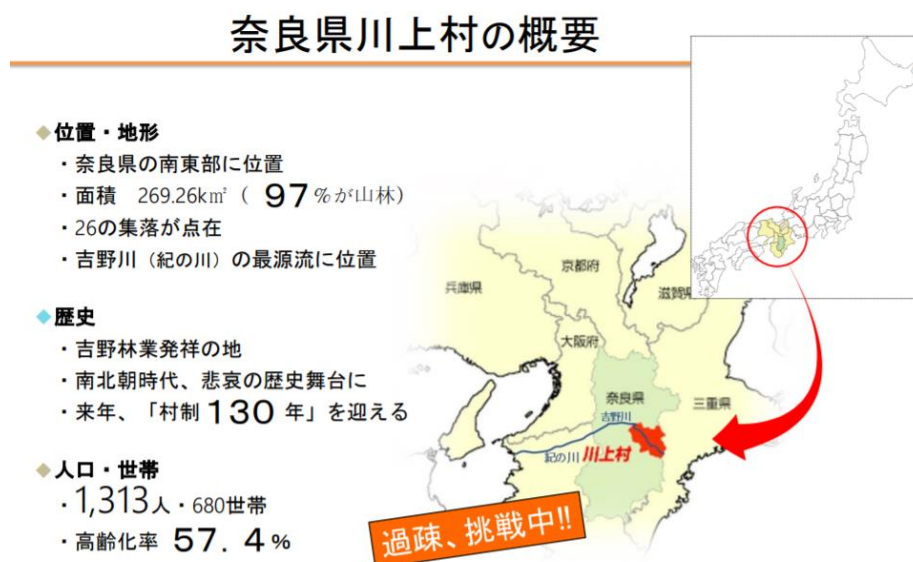 奈良県川上村の概要
◆位置・地形
・奈良県の南東部に位置
・面積 269.26k㎡( 97%が山林)
・26の集落が点在
・吉野川(紀の川)の最源流に位置
◆歴史
・吉野林業発祥の地
・南北朝時代、悲哀の歴史舞台に
・来年、「村制130年」を迎える
◆人口・世帯
・1,313人・680世帯
・高齢化率 57.4%
兵庫県
京都府
滋賀県
大阪府
奈良県
三重県
吉野川
紀の川
川上村
過疎、挑戦中!!